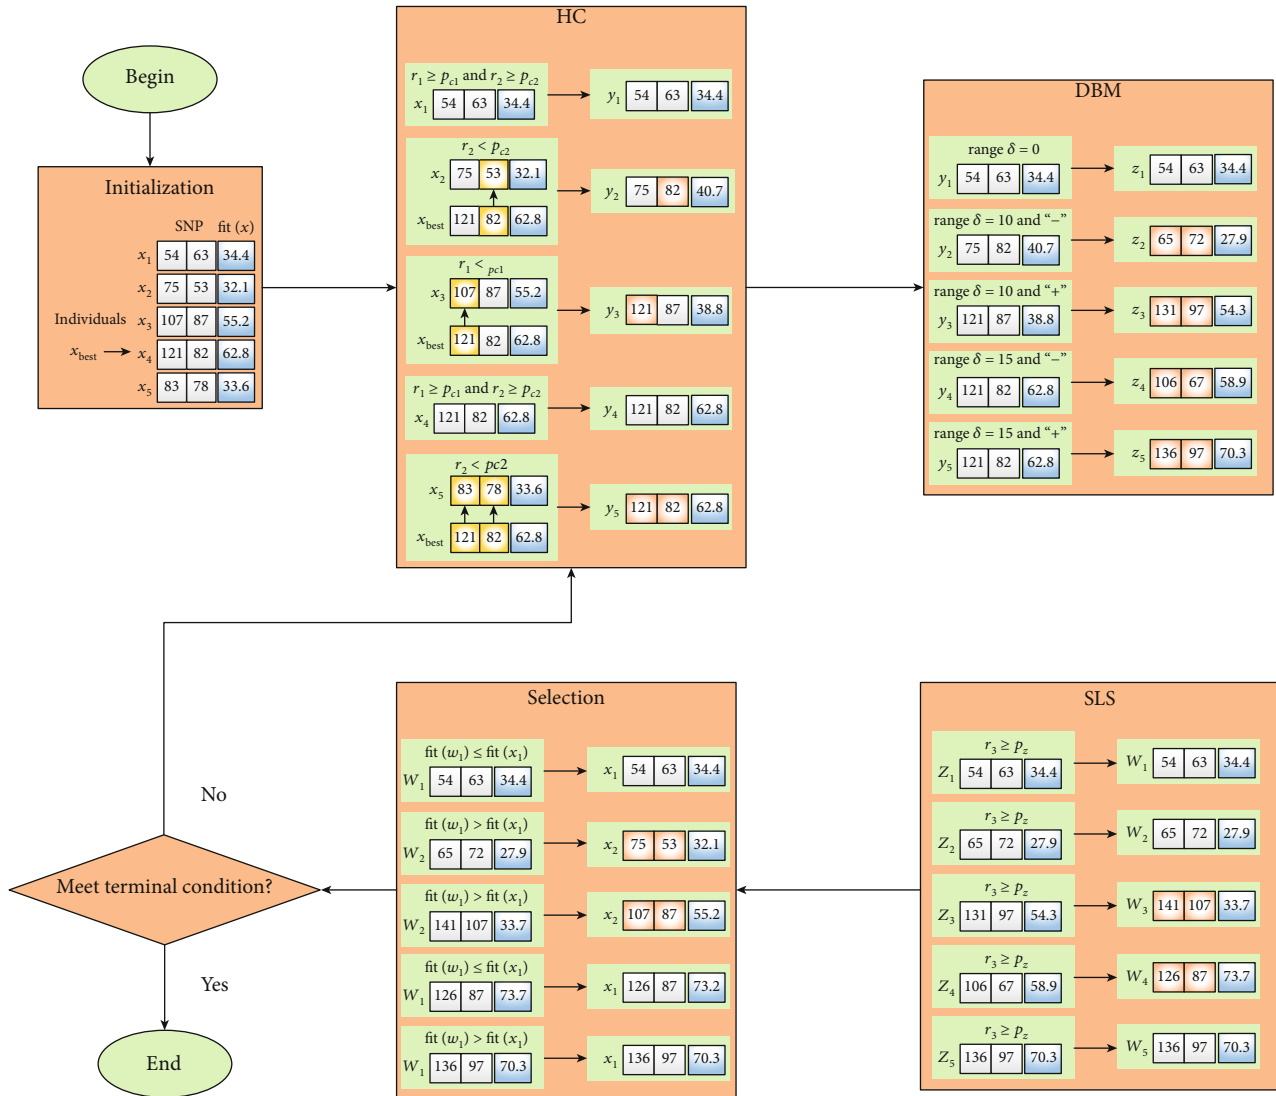 Begin
Initialization
SNP fit (x)
x1 54 63 34.4
x2 75 53 32.1
Individuals x3 107 87 55.2
xbest x4 121 82 62.8
x5 83 78 33.6
HC
r1 ≥ pc1 and r2 ≥ pc2
x1 54 63 34.4
y1 54 63 34.4
r2 < pc2
x2 75 53 32.1
y2 75 82 40.7
xbest 121 82 62.8
r1 < pc1
x3 107 87 55.2
y3 121 87 38.8
xbest 121 82 62.8
r1 ≥ pc1 and r2 ≥ pc2
x4 121 82 62.8
y4 121 82 62.8
r2 < pc2
x5 83 78 33.6
y5 121 82 62.8
xbest 121 82 62.8
DBM
range δ = 0
y1 54 63 34.4
z1 54 63 34.4
range δ = 10 and “–”
y2 75 82 40.7
z2 65 72 27.9
range δ = 10 and “+”
y3 121 87 38.8
z3 131 97 54.3
range δ = 15 and “–”
y4 121 82 62.8
z4 106 67 58.9
range δ = 15 and “+”
y5 121 82 62.8
z5 136 97 70.3
SLS
r3 ≥ pz
Z1 54 63 34.4
W1 54 63 34.4
r3 ≥ pz
Z2 65 72 27.9
W2 65 72 27.9
r3 ≥ pz
Z3 131 97 54.3
W3 141 107 33.7
r3 ≥ pz
Z4 106 67 58.9
W4 126 87 73.7
r3 ≥ pz
Z5 136 97 70.3
W5 136 97 70.3
Selection
fit (w1) ≤ fit (x1)
W1 54 63 34.4
x1 54 63 34.4
fit (w1) > fit (x1)
W2 65 72 27.9
x2 75 53 32.1
fit (w1) > fit (x1)
W2 141 107 33.7
x2 107 87 55.2
fit (w1) ≤ fit (x1)
W1 126 87 73.7
x1 126 87 73.2
fit (w1) > fit (x1)
W1 136 97 70.3
x1 136 97 70.3
No
Meet terminal condition?
Yes
End